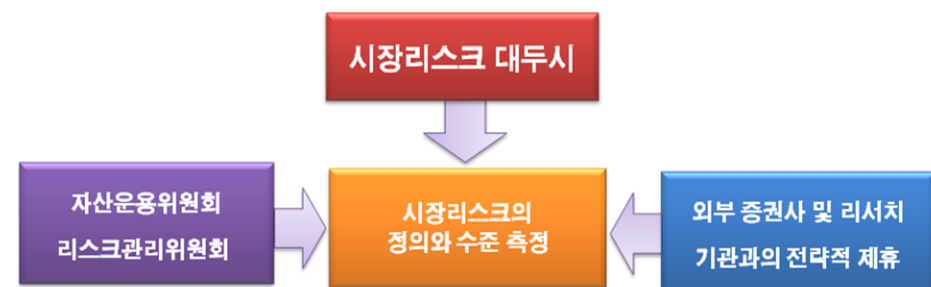 시장리스크 대두시
자산운용위원회
리스크관리위원회
시장리스크의
정의와 수준 측정
외부 증권사 및 리서치
기관과의 전략적 제휴